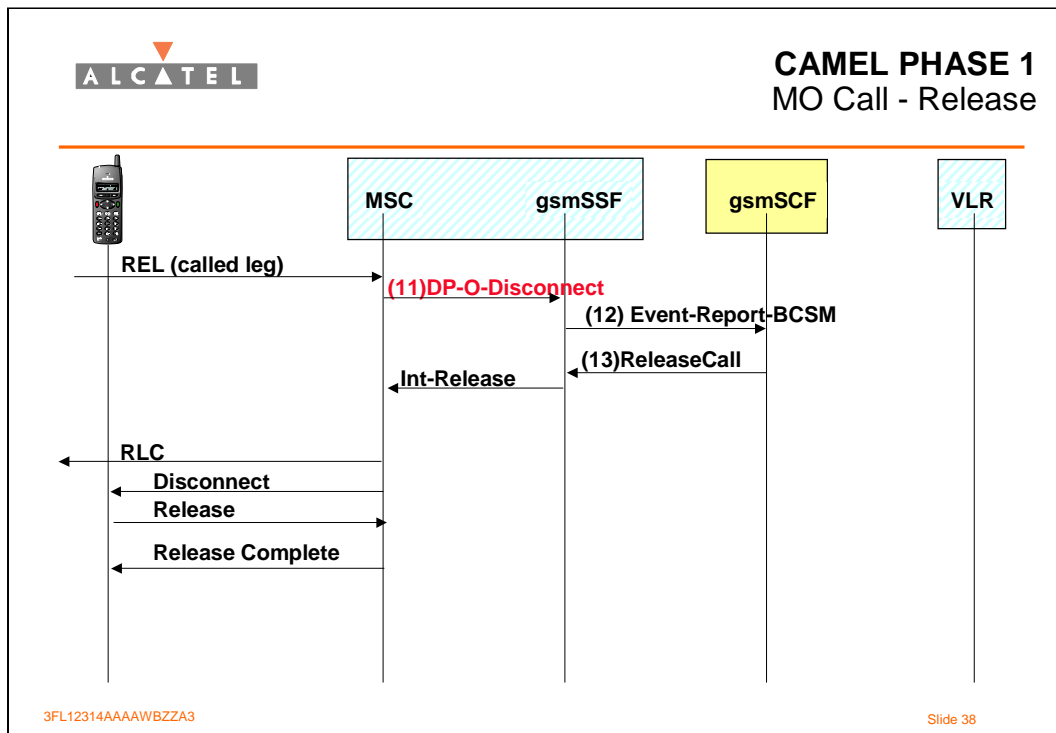 ALCATEL
CAMEL PHASE 1
MO Call - Release
MSC
gsmSSF
gsmSCF
VLR
REL (called leg)
(11)DP-O-Disconnect
(12) Event-Report-BCSM
(13)ReleaseCall
Int-Release
RLC
Disconnect
Release
Release Complete
3FL12314AAAAWBZZA3
Slide 38